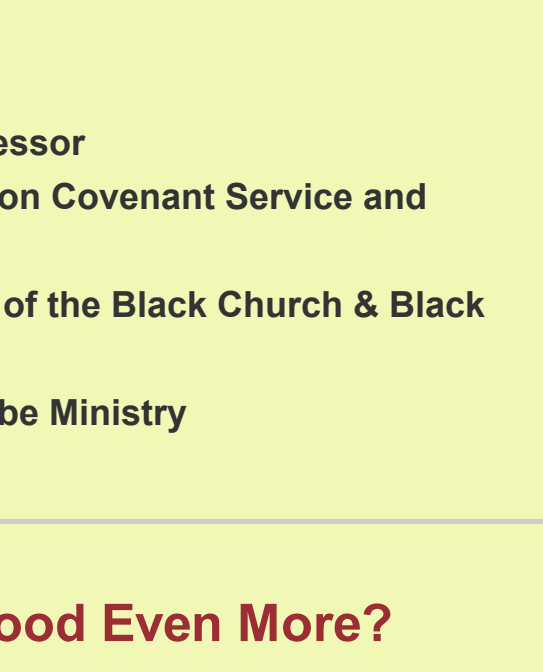 essor
on Covenant Service and
of the Black Church & Black
be Ministry
ood Even More?